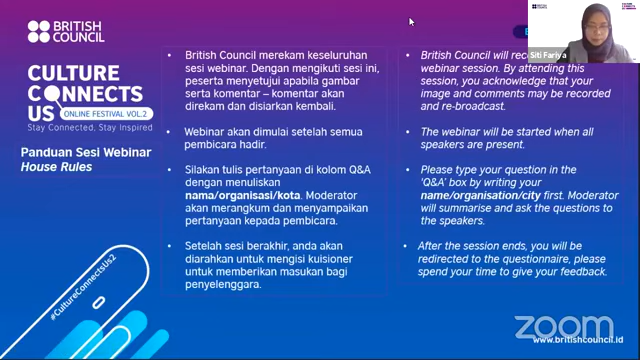 BRITISH
COUNCIL
CULTURE
CONNECTS
US ONLINE FESTIVAL VOL.2
Stay Connected, Stay Inspired
Panduan Sesi Webinar
House Rules
#CultureConnectsUs2
• British Council merekam keseluruhan
sesi webinar. Dengan mengikuti sesi ini,
peserta menyetujui apabila gambar
serta komentar – komentar akan
direkam dan disiarkan kembali.
• Webinar akan dimulai setelah semua
pembicara hadir.
• Silakan tulis pertanyaan di kolom Q&A
dengan menuliskan
nama/organisasi/kota. Moderator
akan merangkum dan menyampaikan
pertanyaan kepada pembicara.
• Setelah sesi berakhir, anda akan
diarahkan untuk mengisi kuisioner
untuk memberikan masukan bagi
penyelenggara.
• British Council will reco
webinar session. By attending this
session, you acknowledge that your
image and comments may be recorded
and re-broadcast.
• The webinar will be started when all
speakers are present.
• Please type your question in the
'Q&A' box by writing your
name/organisation/city first. Moderator
will summarise and ask the questions to
the speakers.
• After the session ends, you will be
redirected to the questionnaire, please
spend your time to give your feedback.
Siti Fariya
zoom
www.britishcouncil.id